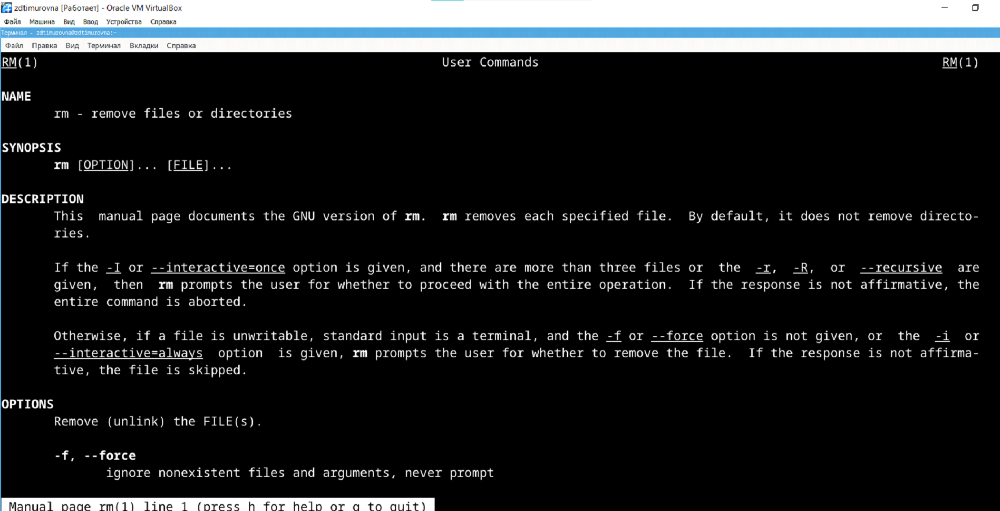 zdtimurovna [Работает] - Oracle VM VirtualBox
Файл Машина Вид Ввод Устройства Справка
Терминал - zdtimurovna@zdtimurovna:~
Файл Правка Вид Терминал Вкладки Справка
RM(1) User Commands RM(1)
NAME
rm - remove files or directories
SYNOPSIS
rm [OPTION]... [FILE]...
DESCRIPTION
This manual page documents the GNU version of rm. rm removes each specified file. By default, it does not remove directo-
ries.
If the -I or --interactive=once option is given, and there are more than three files or the -r, -R, or --recursive are
given, then rm prompts the user for whether to proceed with the entire operation. If the response is not affirmative, the
entire command is aborted.
Otherwise, if a file is unwritable, standard input is a terminal, and the -f or --force option is not given, or the -i or
--interactive=always option is given, rm prompts the user for whether to remove the file. If the response is not affirma-
tive, the file is skipped.
OPTIONS
Remove (unlink) the FILE(s).
-f, --force
ignore nonexistent files and arguments, never prompt
Manual page rm(1) line 1 (press h for help or q to quit)